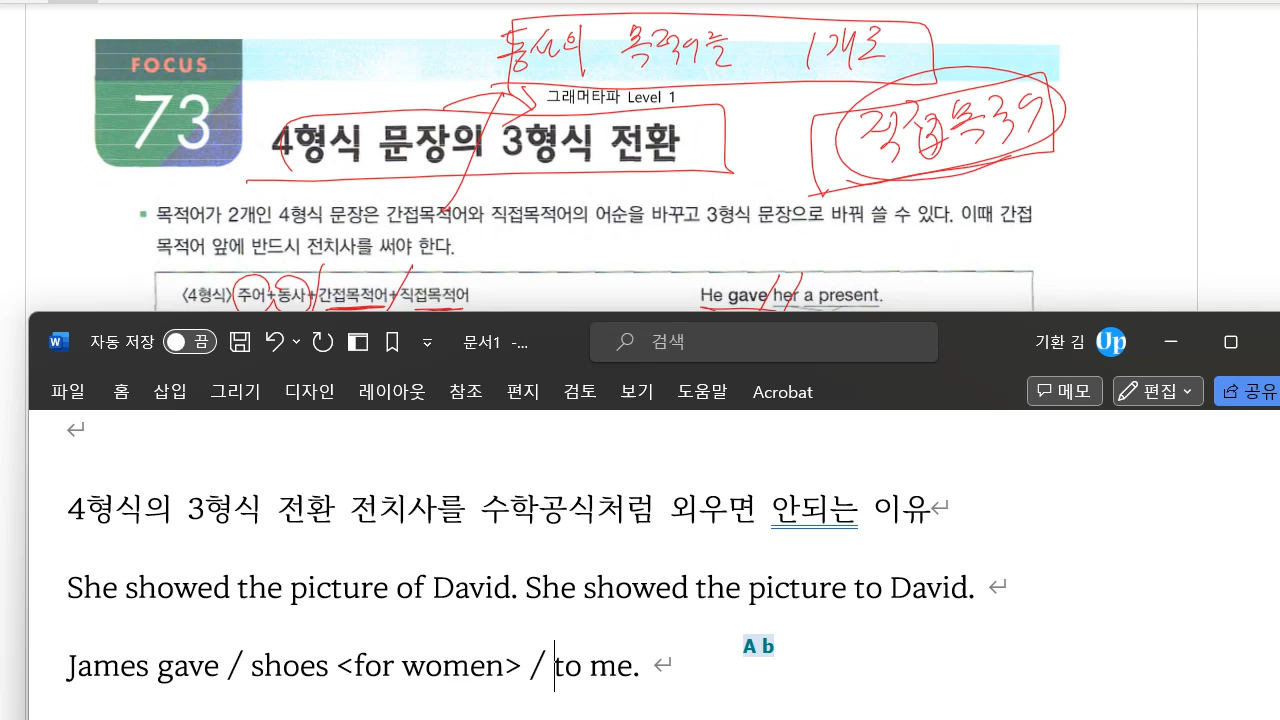 동사의 목적어를 1개로
FOCUS
73
그래머타파 Level 1
4형식 문장의 3형식 전환
직접목적어
목적어가 2개인 4형식 문장은 간접목적어와 직접목적어의 어순을 바꾸고 3형식 문장으로 바꿔 쓸 수 있다. 이때 간접
목적어 앞에 반드시 전치사를 써야 한다.
〈4형식〉 주어+동사+간접목적어+직접목적어 He gave her a present.
W 자동 저장 끔 문서1 -... 검색 기환 김 Up
파일 홈 삽입 그리기 디자인 레이아웃 참조 편지 검토 보기 도움말 Acrobat 메모 편집 공유
4형식의 3형식 전환 전치사를 수학공식처럼 외우면 안되는 이유
She showed the picture of David. She showed the picture to David.
A b
James gave / shoes <for women> / to me.